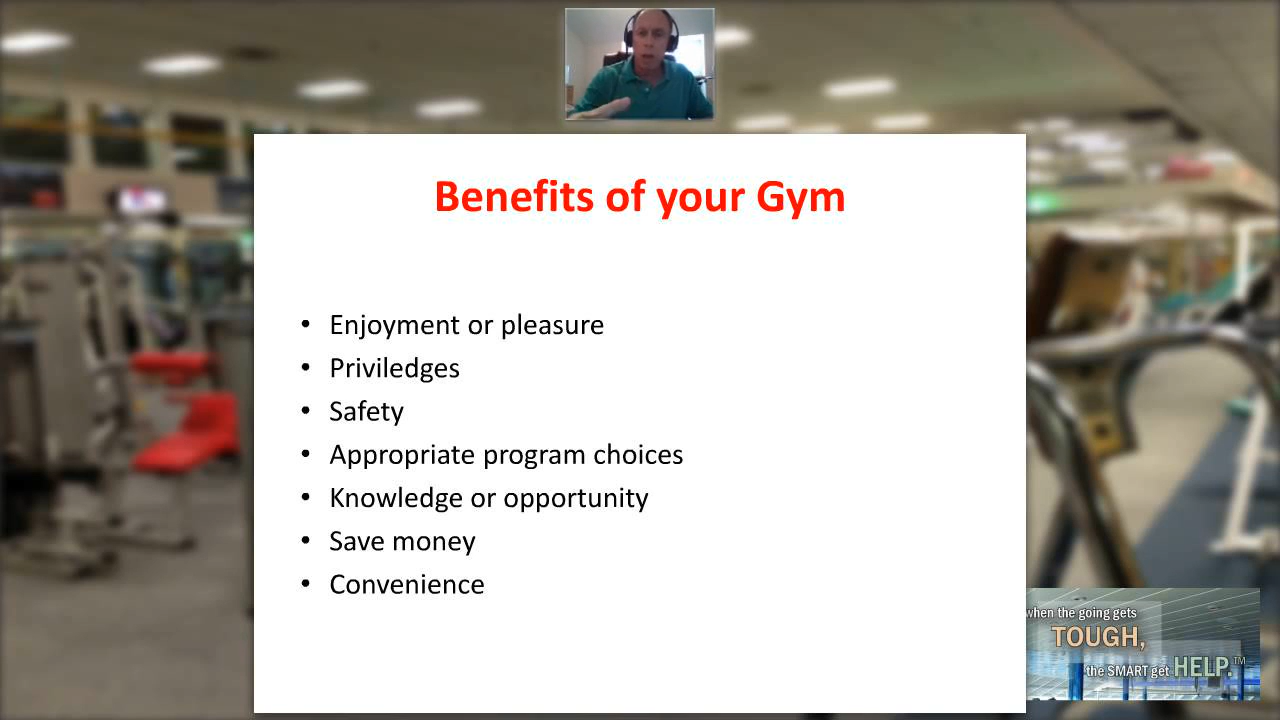 Benefits of your Gym
• Enjoyment or pleasure
• Priviledges
• Safety
• Appropriate program choices
• Knowledge or opportunity
• Save money
• Convenience
when the going gets
TOUGH,
the SMART get HELP.™